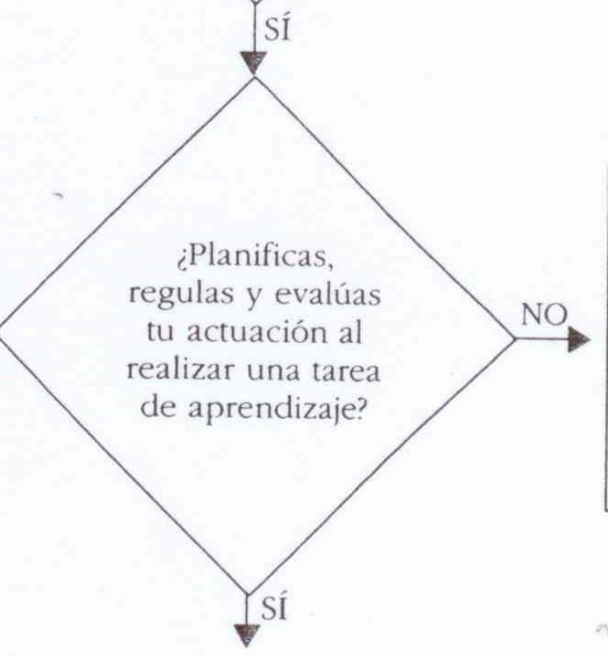 SÍ
¿Planificas,
regulas y evalúas
tu actuación al
realizar una tarea
de aprendizaje?
NO
SÍ